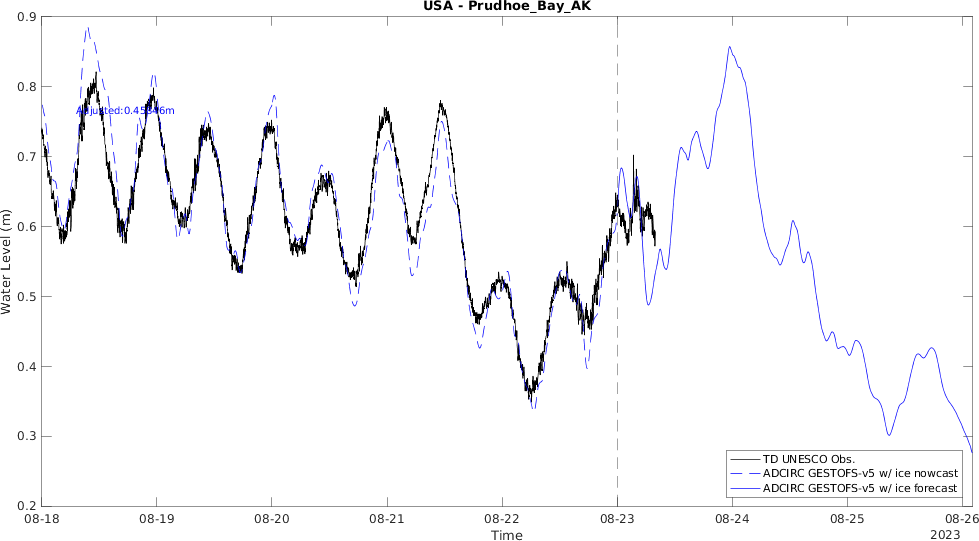 USA - Prudhoe_Bay_AK
0.9
0.8
0.7
0.6
0.5
0.4
0.3
0.2
Water Level (m)
TD UNESCO Obs.
ADCIRC GESTOFS-v5 w/ ice nowcast
ADCIRC GESTOFS-v5 w/ ice forecast
08-18 08-19 08-20 08-21 08-22 08-23 08-24 08-25 08-26
Time
2023